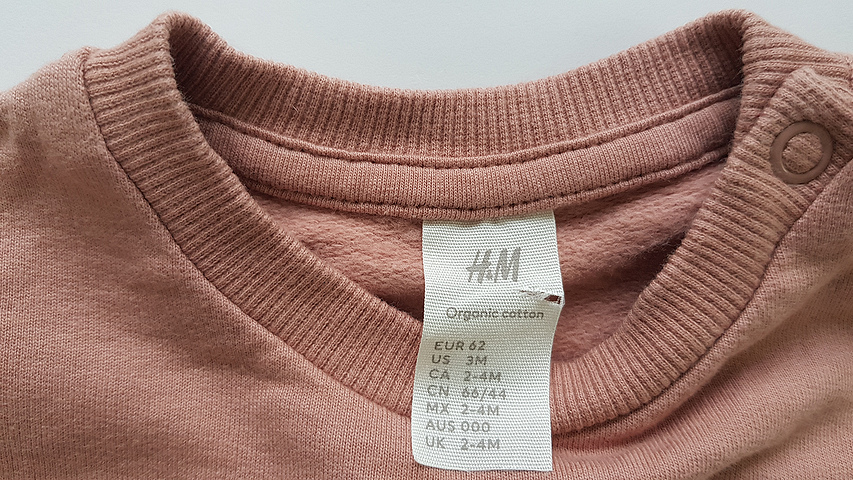 H&M
Organic cotton
EUR 62
US 3M
CA 2-4M
CN 66/44
MX 2-4M
AUS 000
UK 2-4M